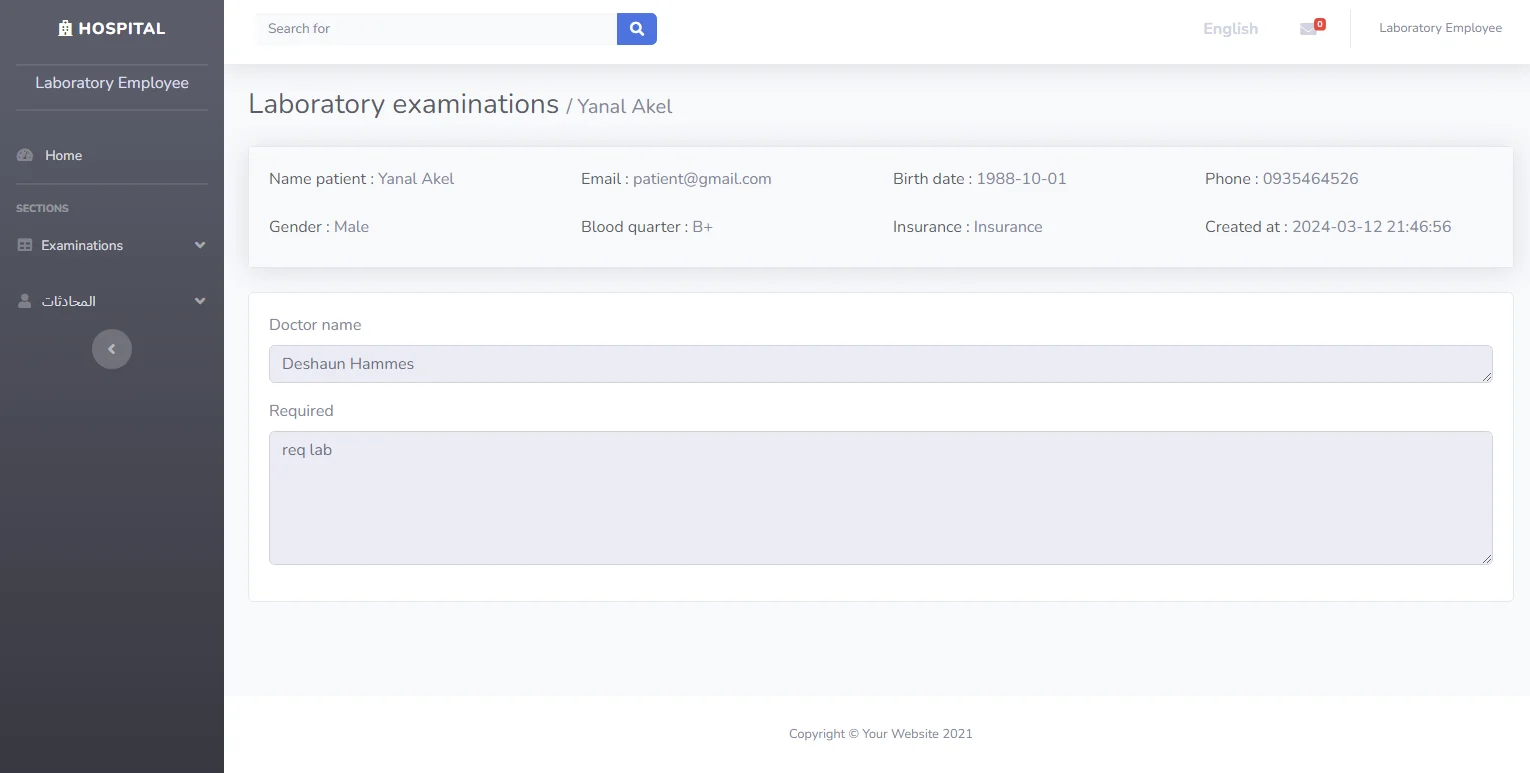 HOSPITAL
Search for
English
0
Laboratory Employee
Laboratory Employee
Home
SECTIONS
Examinations
المحادثات
Laboratory examinations / Yanal Akel
Name patient : Yanal Akel
Email : patient@gmail.com
Birth date : 1988-10-01
Phone : 0935464526
Gender : Male
Blood quarter : B+
Insurance : Insurance
Created at : 2024-03-12 21:46:56
Doctor name
Deshaun Hammes
Required
req lab
Copyright © Your Website 2021